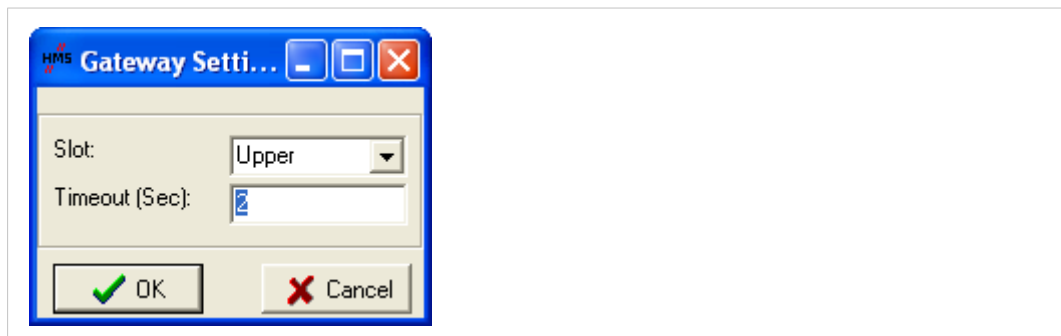 HMS Gateway Setti...
Slot: Upper
Timeout (Sec): 2
OK Cancel